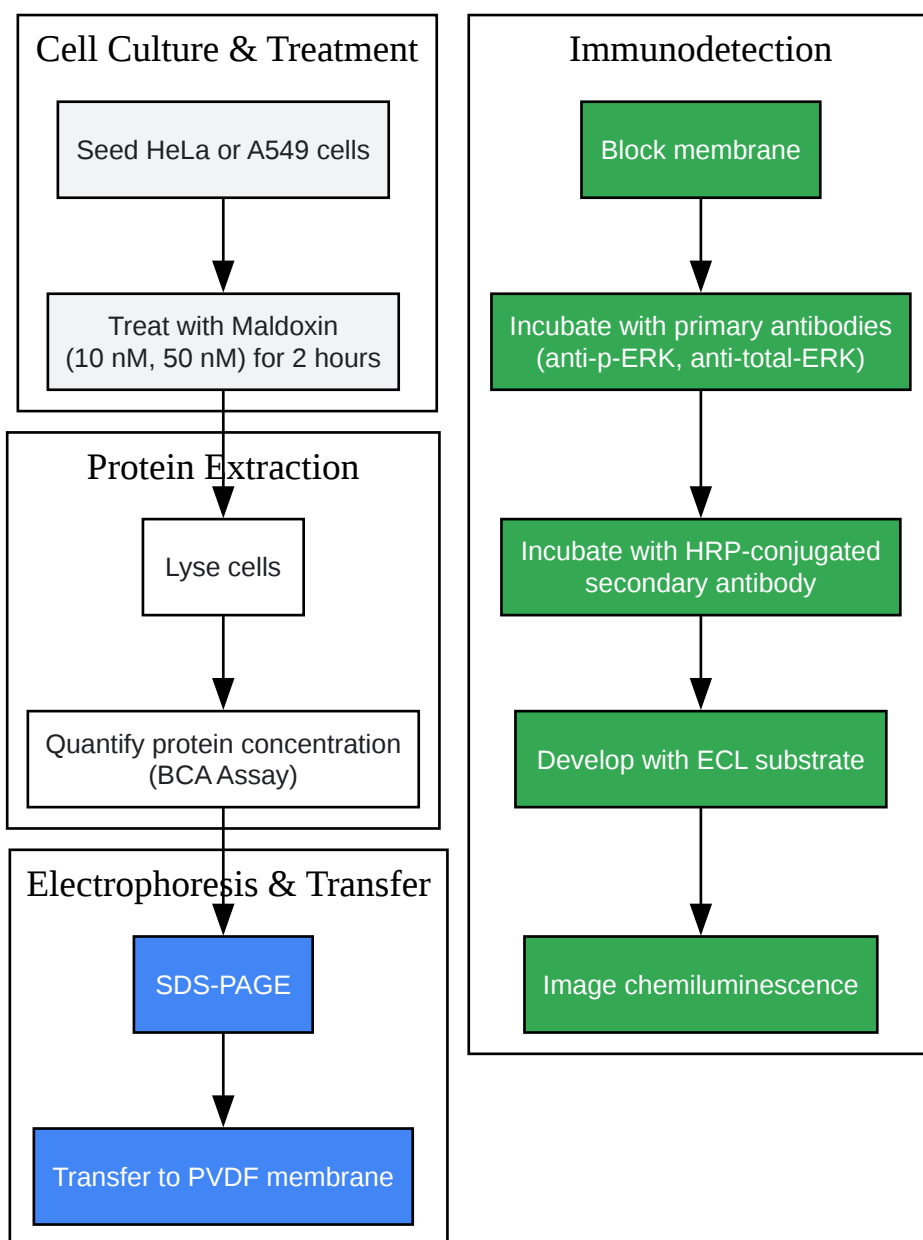 Cell Culture & Treatment
Seed HeLa or A549 cells
Treat with Maldoxin
(10 nM, 50 nM) for 2 hours
Protein Extraction
Lyse cells
Quantify protein concentration
(BCA Assay)
Electrophoresis & Transfer
SDS-PAGE
Transfer to PVDF membrane
Immunodetection
Block membrane
Incubate with primary antibodies
(anti-p-ERK, anti-total-ERK)
Incubate with HRP-conjugated
secondary antibody
Develop with ECL substrate
Image chemiluminescence